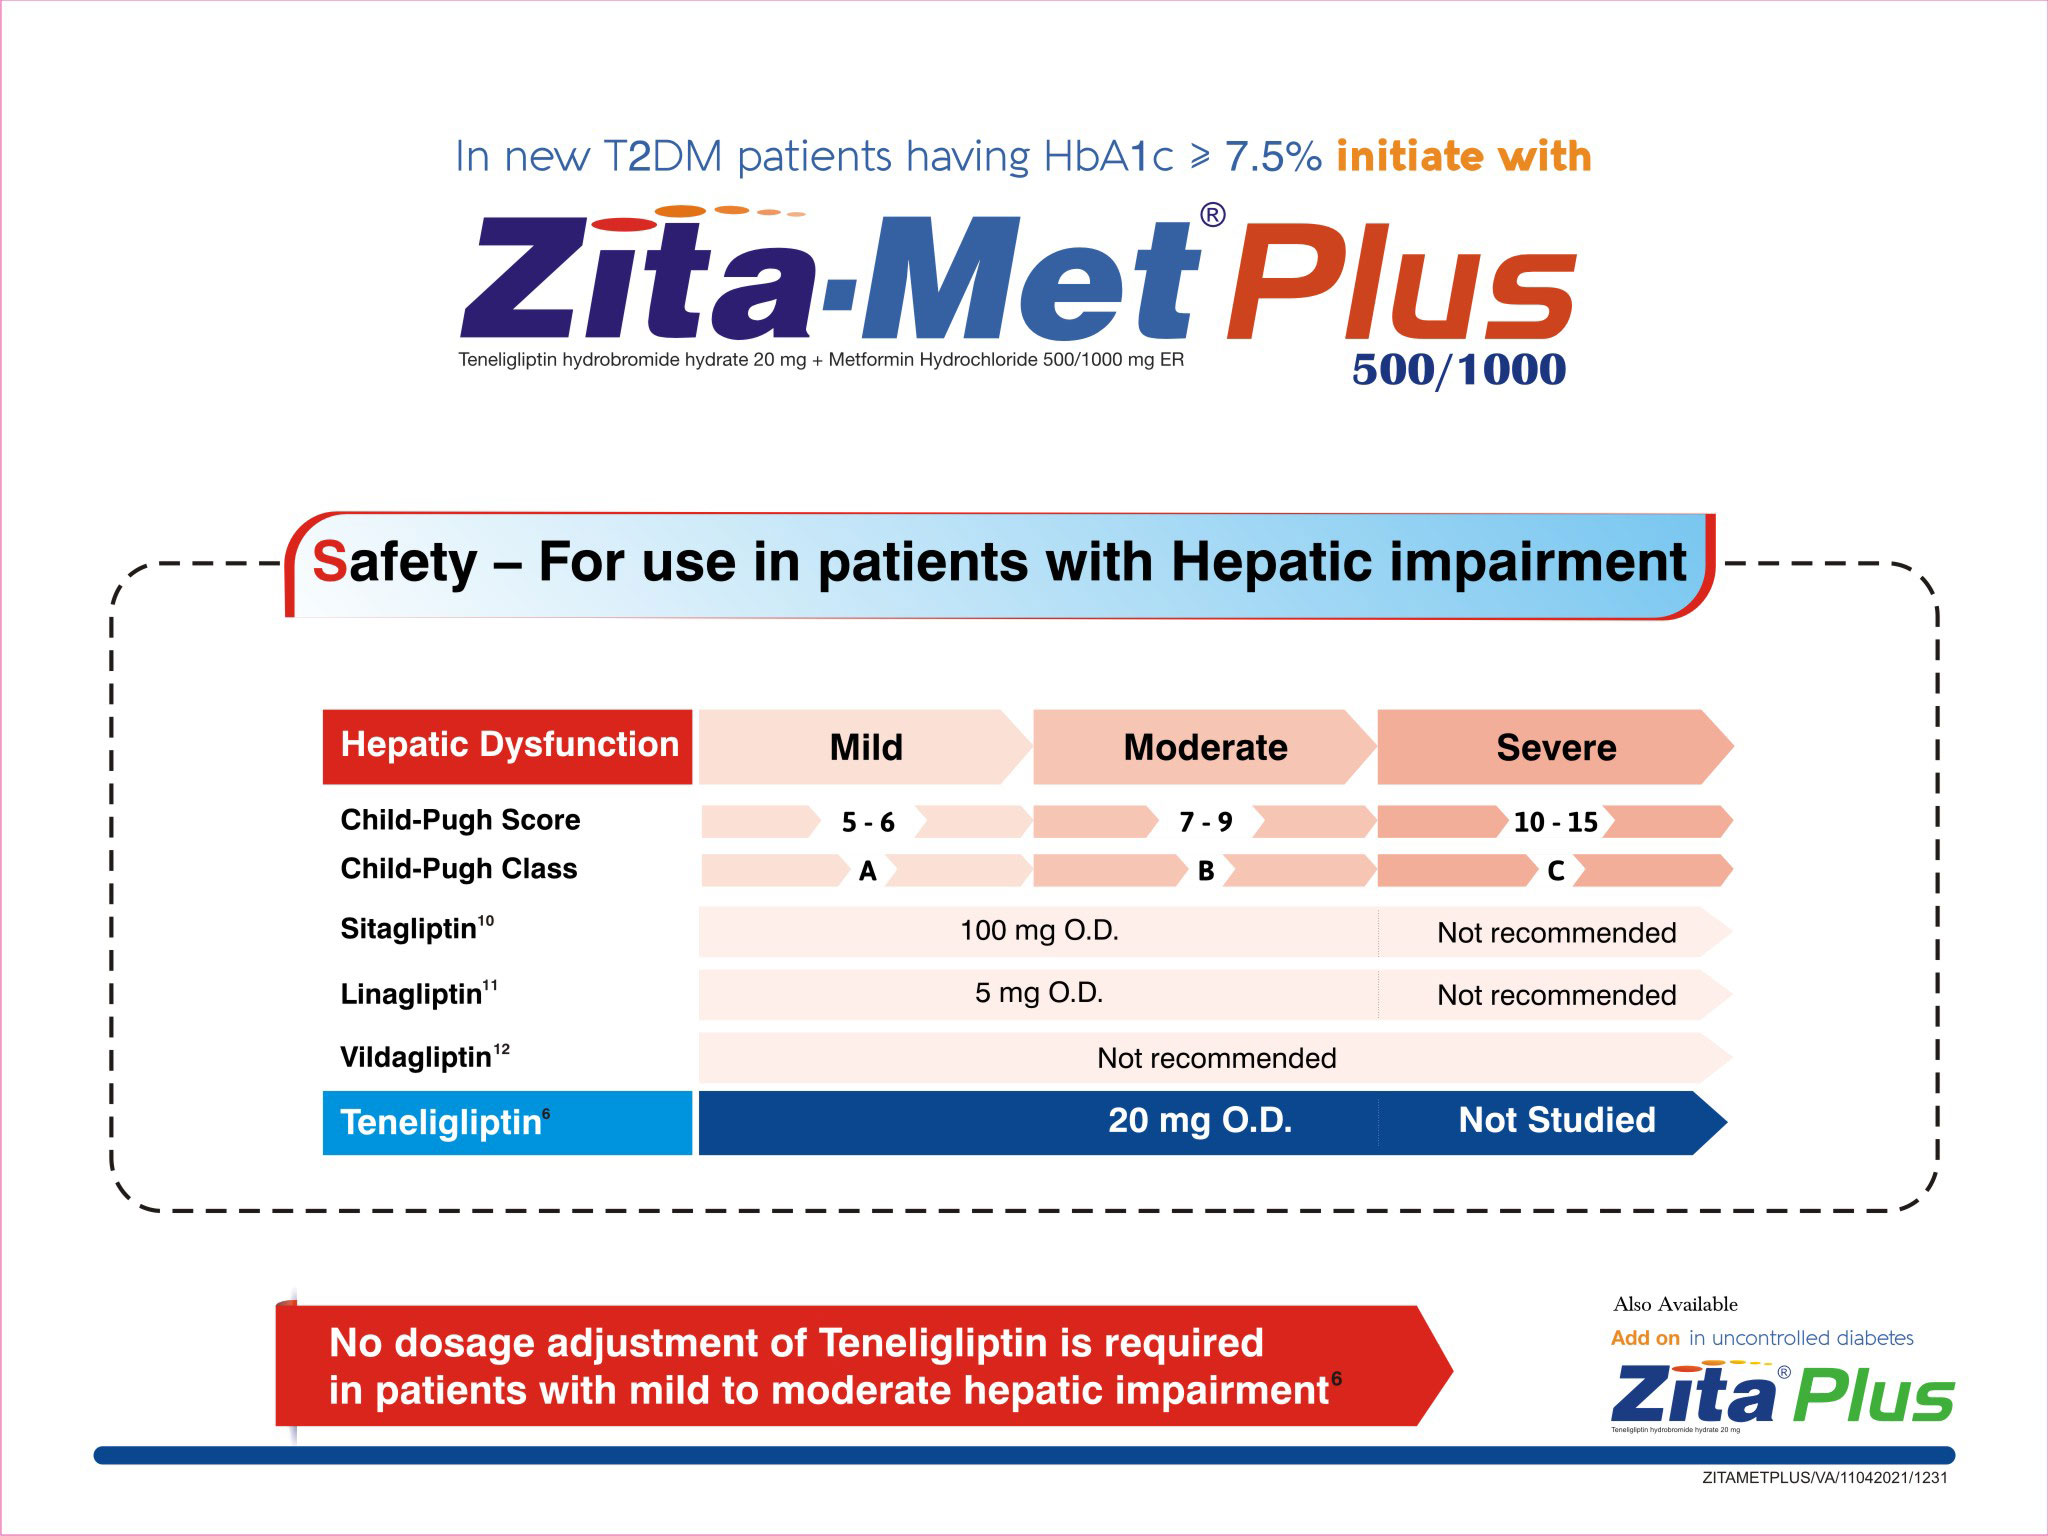 In new T2DM patients having HbA1c ⩾ 7.5% initiate with
Zita-Met® Plus
Teneligliptin hydrobromide hydrate 20 mg + Metformin Hydrochloride 500/1000 mg ER
500/1000
Safety – For use in patients with Hepatic impairment
Hepatic Dysfunction Mild Moderate Severe
Child-Pugh Score 5 - 6 7 - 9 10 - 15
Child-Pugh Class A B C
Sitagliptin10 100 mg O.D. Not recommended
Linagliptin11 5 mg O.D. Not recommended
Vildagliptin12 Not recommended
Teneligliptin6 20 mg O.D. Not Studied
No dosage adjustment of Teneligliptin is required
in patients with mild to moderate hepatic impairment6
Also Available
Add on in uncontrolled diabetes
Zita® Plus
Teneligliptin hydrobromide hydrate 20 mg
ZITAMETPLUS/VA/11042021/1231